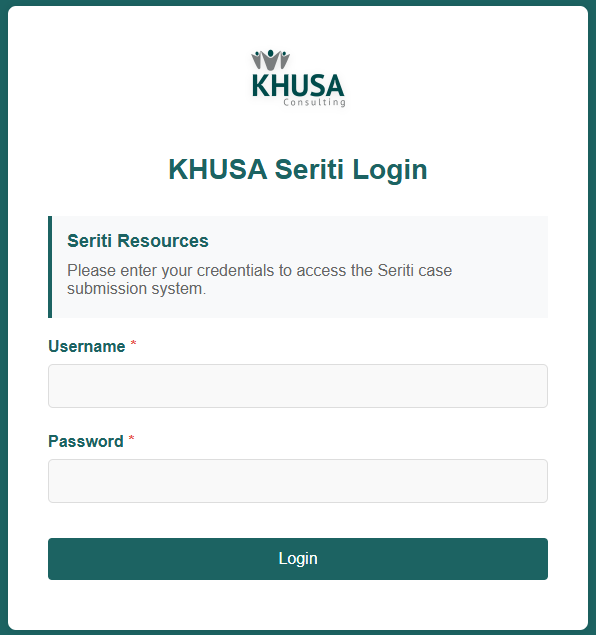 KHUSA
Consulting
KHUSA Seriti Login
Seriti Resources
Please enter your credentials to access the Seriti case
submission system.
Username *
Password *
Login